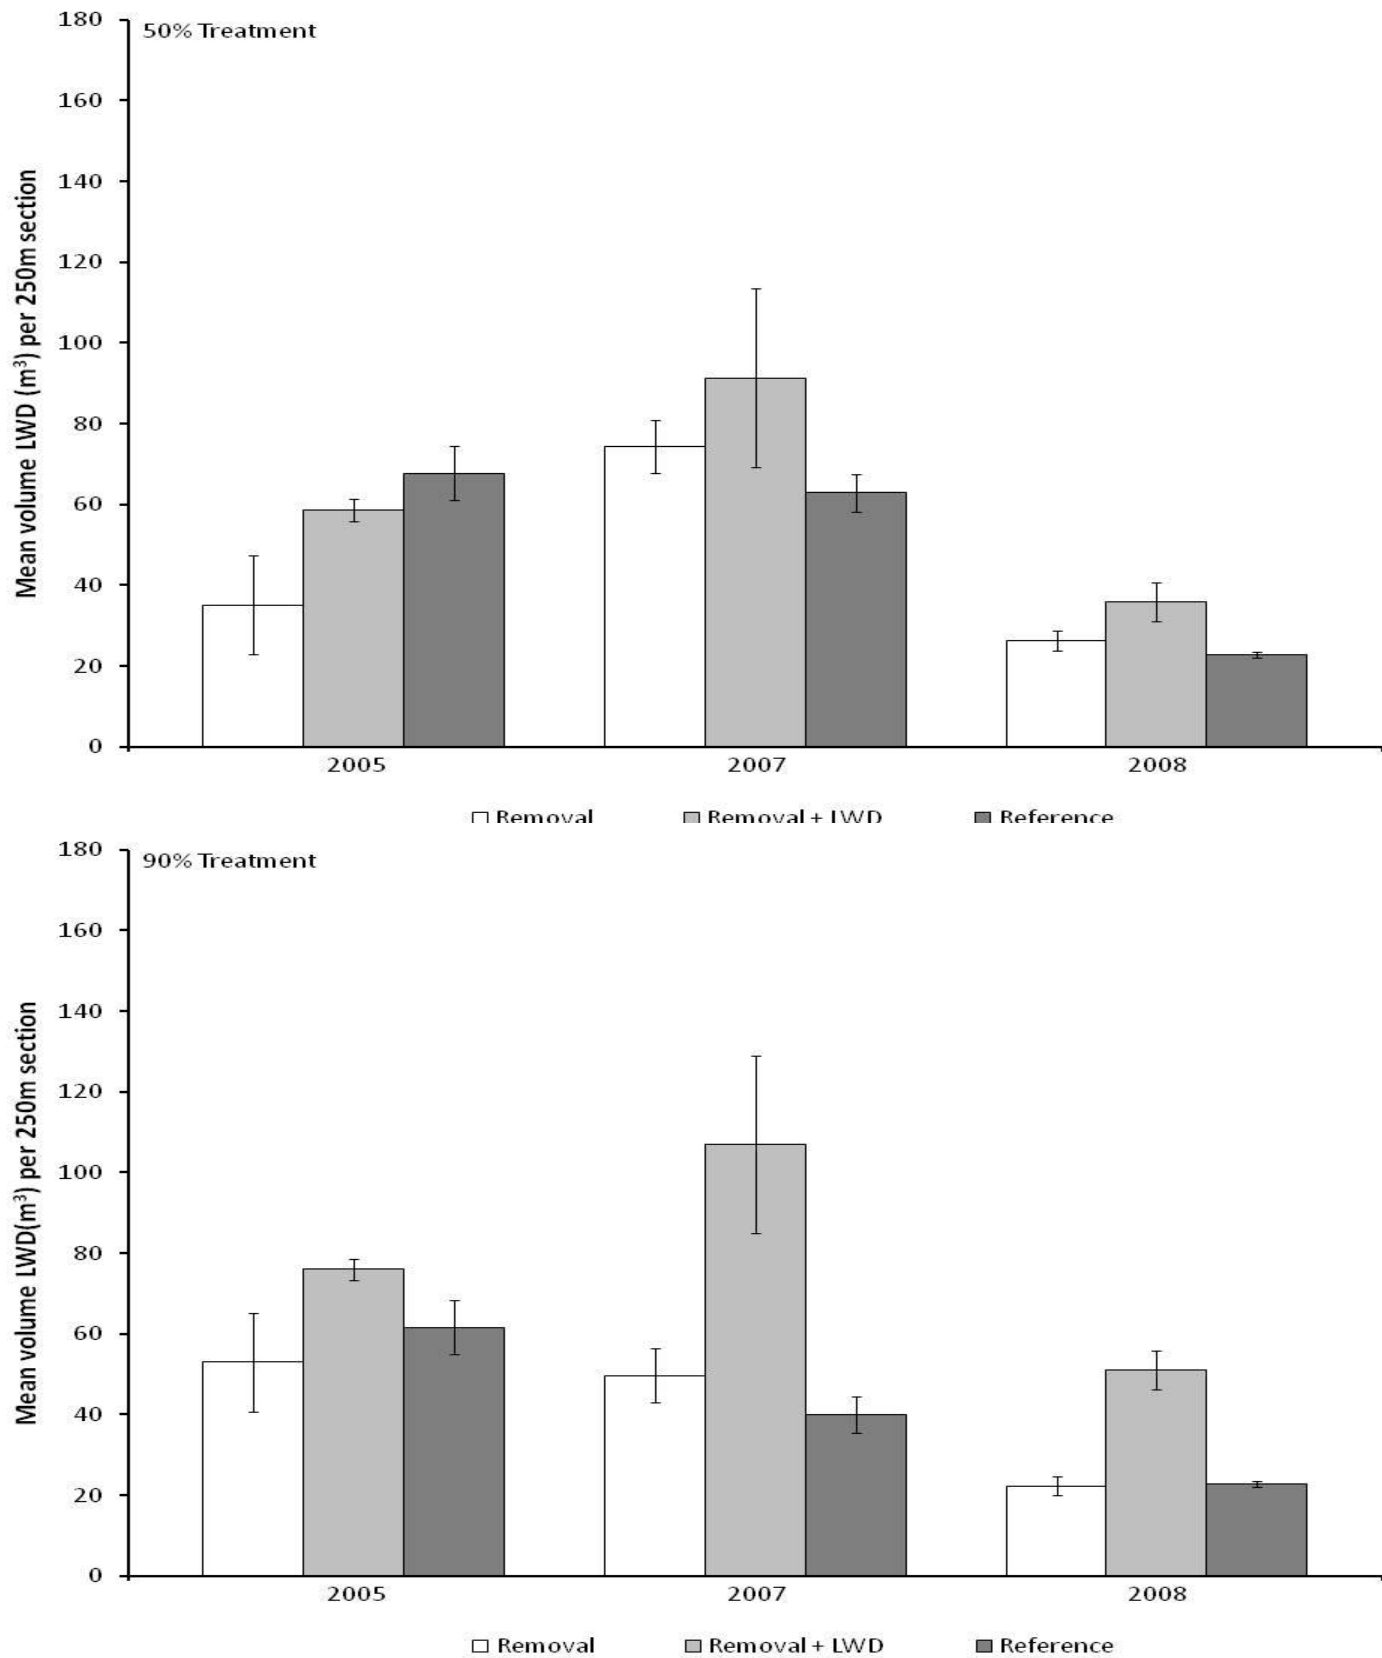 50% Treatment
180
160
140
120
100
80
60
40
20
0
Mean volume LWD (m³) per 250m section
2005 2007 2008
Removal Removal + LWD Reference
90% Treatment
180
160
140
120
100
80
60
40
20
0
Mean volume LWD(m³) per 250m section
2005 2007 2008
Removal Removal + LWD Reference